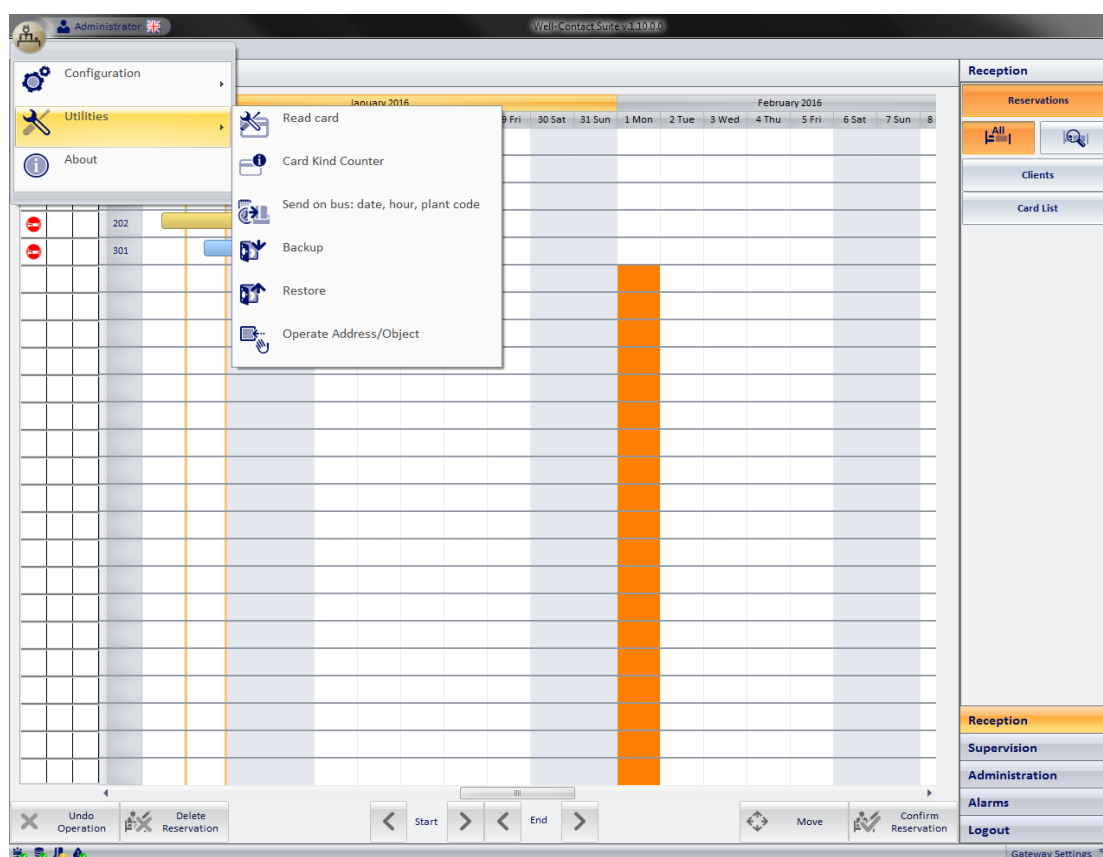 Administrator
Well-Contact Suite v.1.10.0.0
Configuration
Utilities
About
Read card
Card Kind Counter
Send on bus: date, hour, plant code
Backup
Restore
Operate Address/Object
January 2016
February 2016
9 Fri 30 Sat 31 Sun 1 Mon 2 Tue 3 Wed 4 Thu 5 Fri 6 Sat 7 Sun 8
202
301
Reception
Reservations
All
Clients
Card List
Reception
Supervision
Administration
Alarms
Logout
Undo
Operation
Delete
Reservation
Start
End
Move
Confirm
Reservation
Gateway Settings